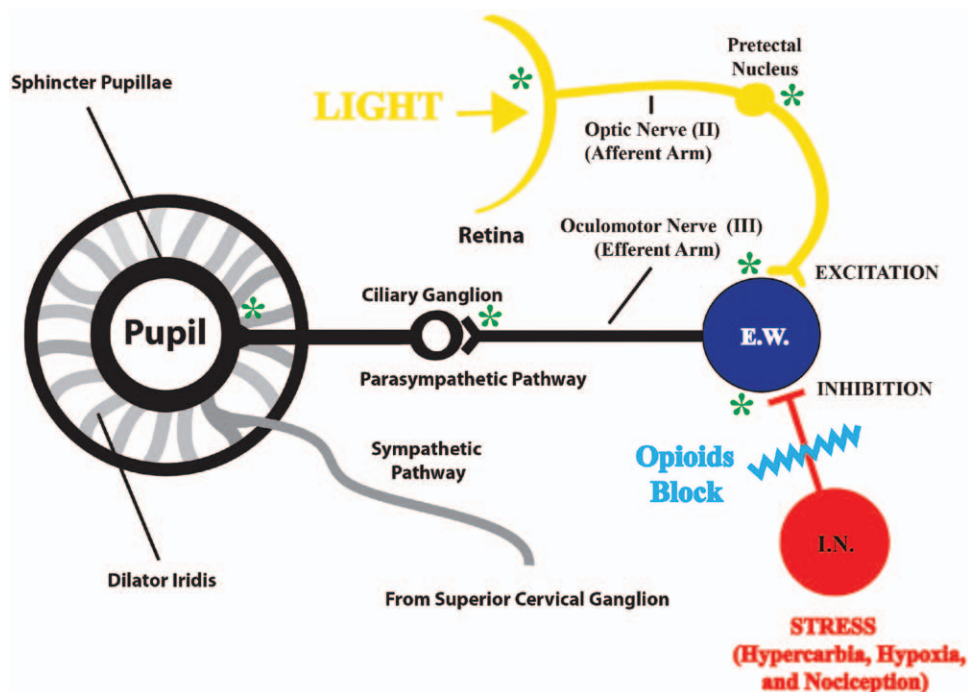 Sphincter Pupillae
Pretectal
Nucleus
LIGHT
Optic Nerve (II)
(Afferent Arm)
Retina
Oculomotor Nerve (III)
(Efferent Arm)
EXCITATION
Ciliary Ganglion
Pupil
E.W.
Parasympathetic Pathway
INHIBITION
Sympathetic
Pathway
Opioids
Block
I.N.
Dilator Iridis
From Superior Cervical Ganglion
STRESS
(Hypercarbia, Hypoxia,
and Nociception)